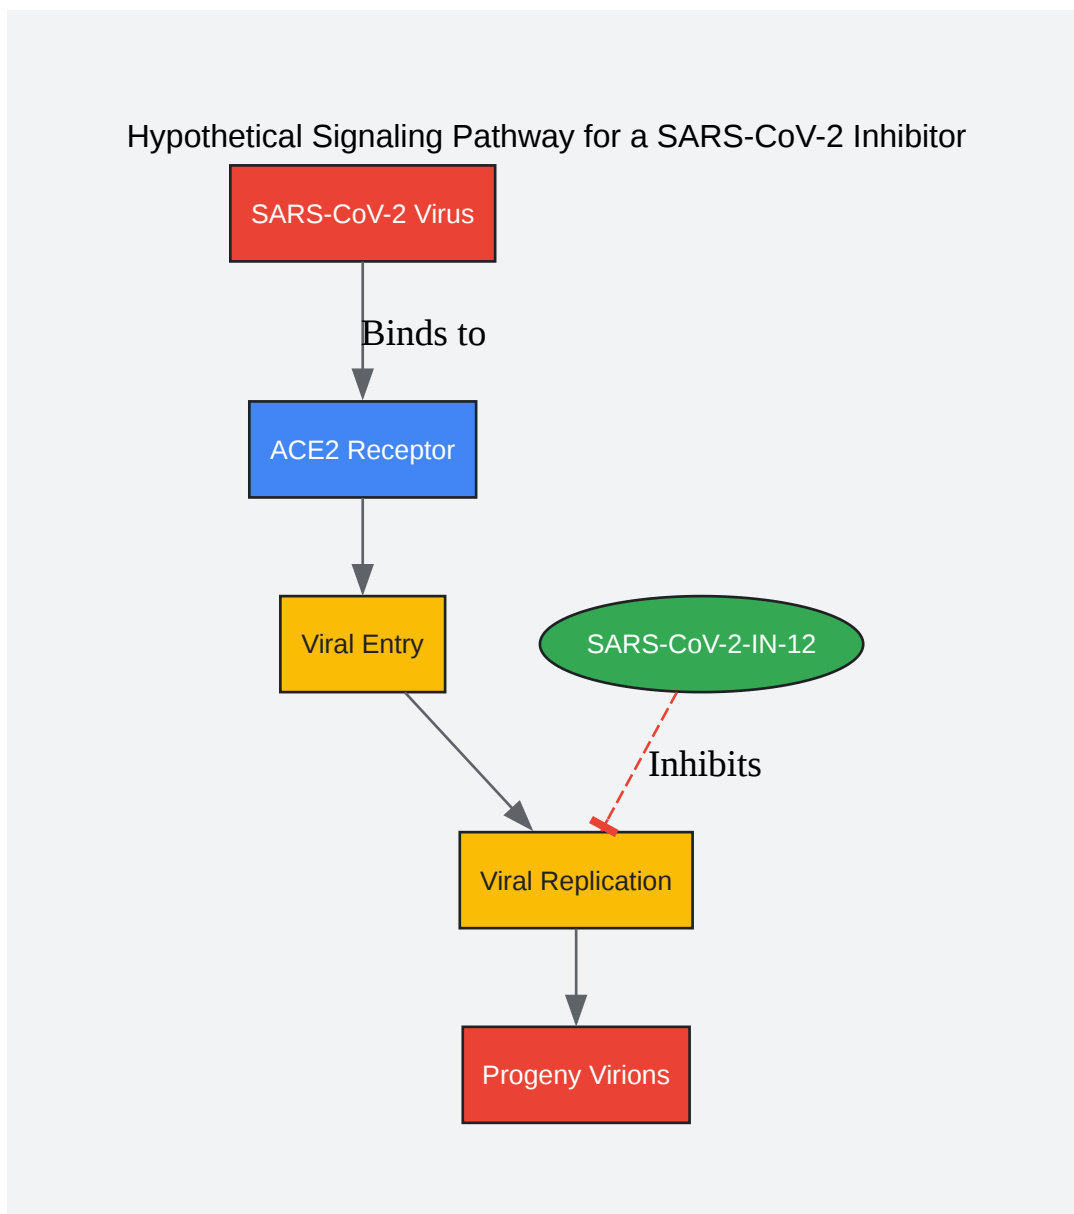 Hypothetical Signaling Pathway for a SARS-CoV-2 Inhibitor
SARS-CoV-2 Virus
Binds to
ACE2 Receptor
Viral Entry
SARS-CoV-2-IN-12
Inhibits
Viral Replication
Progeny Virions